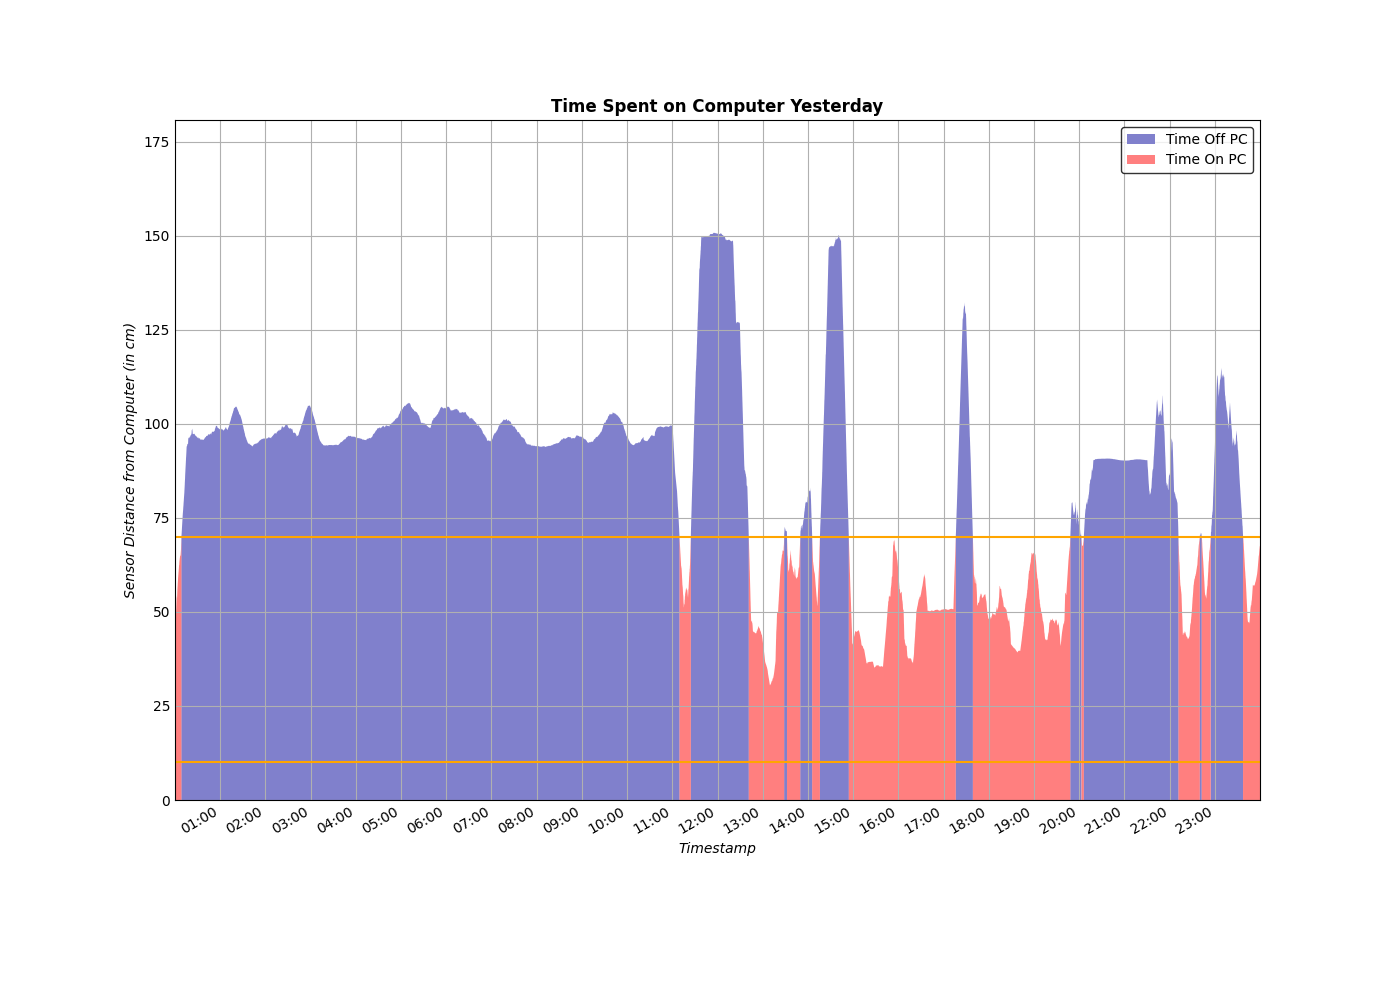 Time Spent on Computer Yesterday
Time Off PC
Time On PC
Sensor Distance from Computer (in cm)
175
150
125
100
75
50
25
0
01:00 02:00 03:00 04:00 05:00 06:00 07:00 08:00 09:00 10:00 11:00 12:00 13:00 14:00 15:00 16:00 17:00 18:00 19:00 20:00 21:00 22:00 23:00
Timestamp